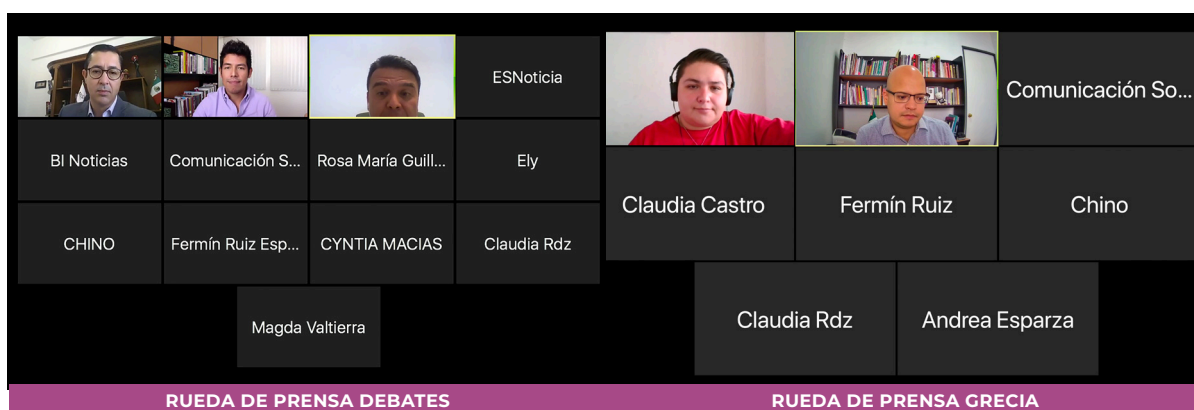 ESNoticia
BI Noticias
Comunicación S...
Rosa María Guill...
Ely
CHINO
Fermín Ruiz Esp...
CYNTIA MACIAS
Claudia Rdz
Magda Valtierra
RUEDA DE PRENSA DEBATES
Comunicación So...
Claudia Castro
Fermín Ruiz
Chino
Claudia Rdz
Andrea Esparza
RUEDA DE PRENSA GRECIA